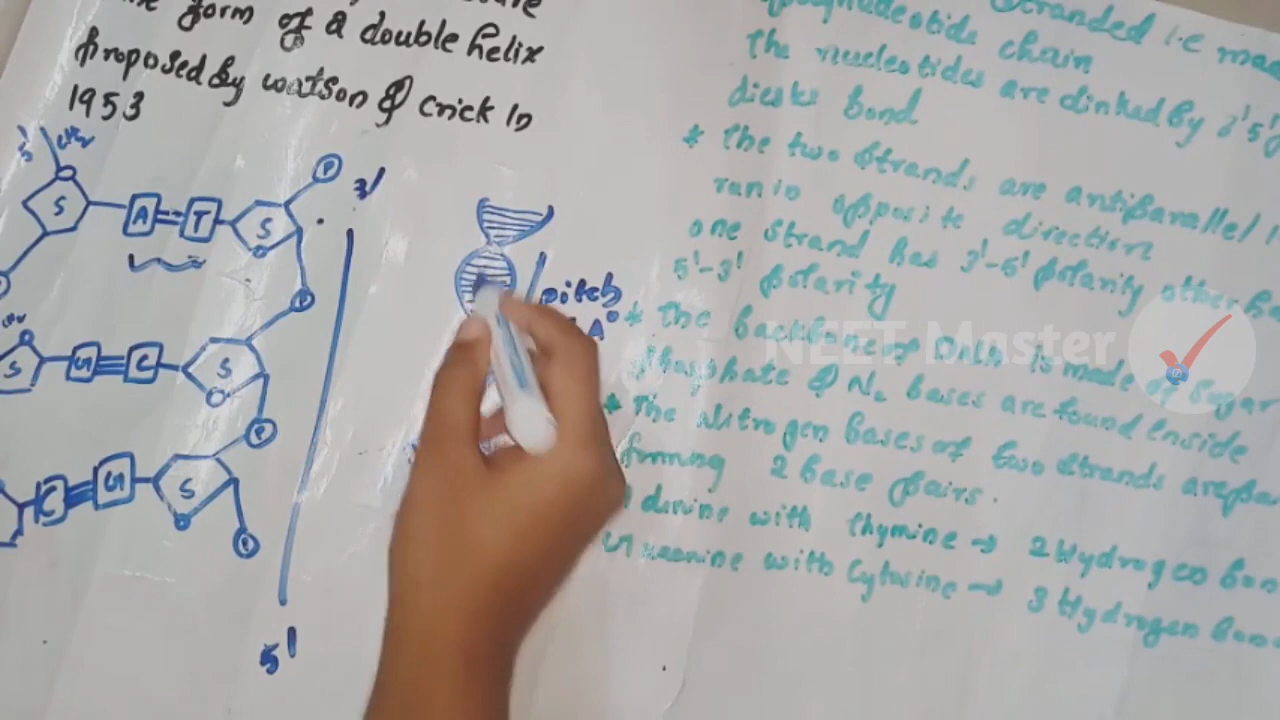 form of a double helix
proposed by watson & crick In
1953
5'
S
A
T
S
P
3'
S
G
C
S
P
C
G
S
5'
pitch
A°
stranded i.e
chain
The nucleotides are linked by 3'5'
bond
* The two strands are antiparallel
run in opposite direction
one strand has 3'-5' polarity other
5'-3' polarity
* The backbone of DNA is made of sugar
phosphate & N2 bases are found inside
* The Nitrogen bases of two strands are
forming 2 base pairs.
with thymine → 2 Hydrogen
with Cytosine → 3 Hydrogen
NEET Master